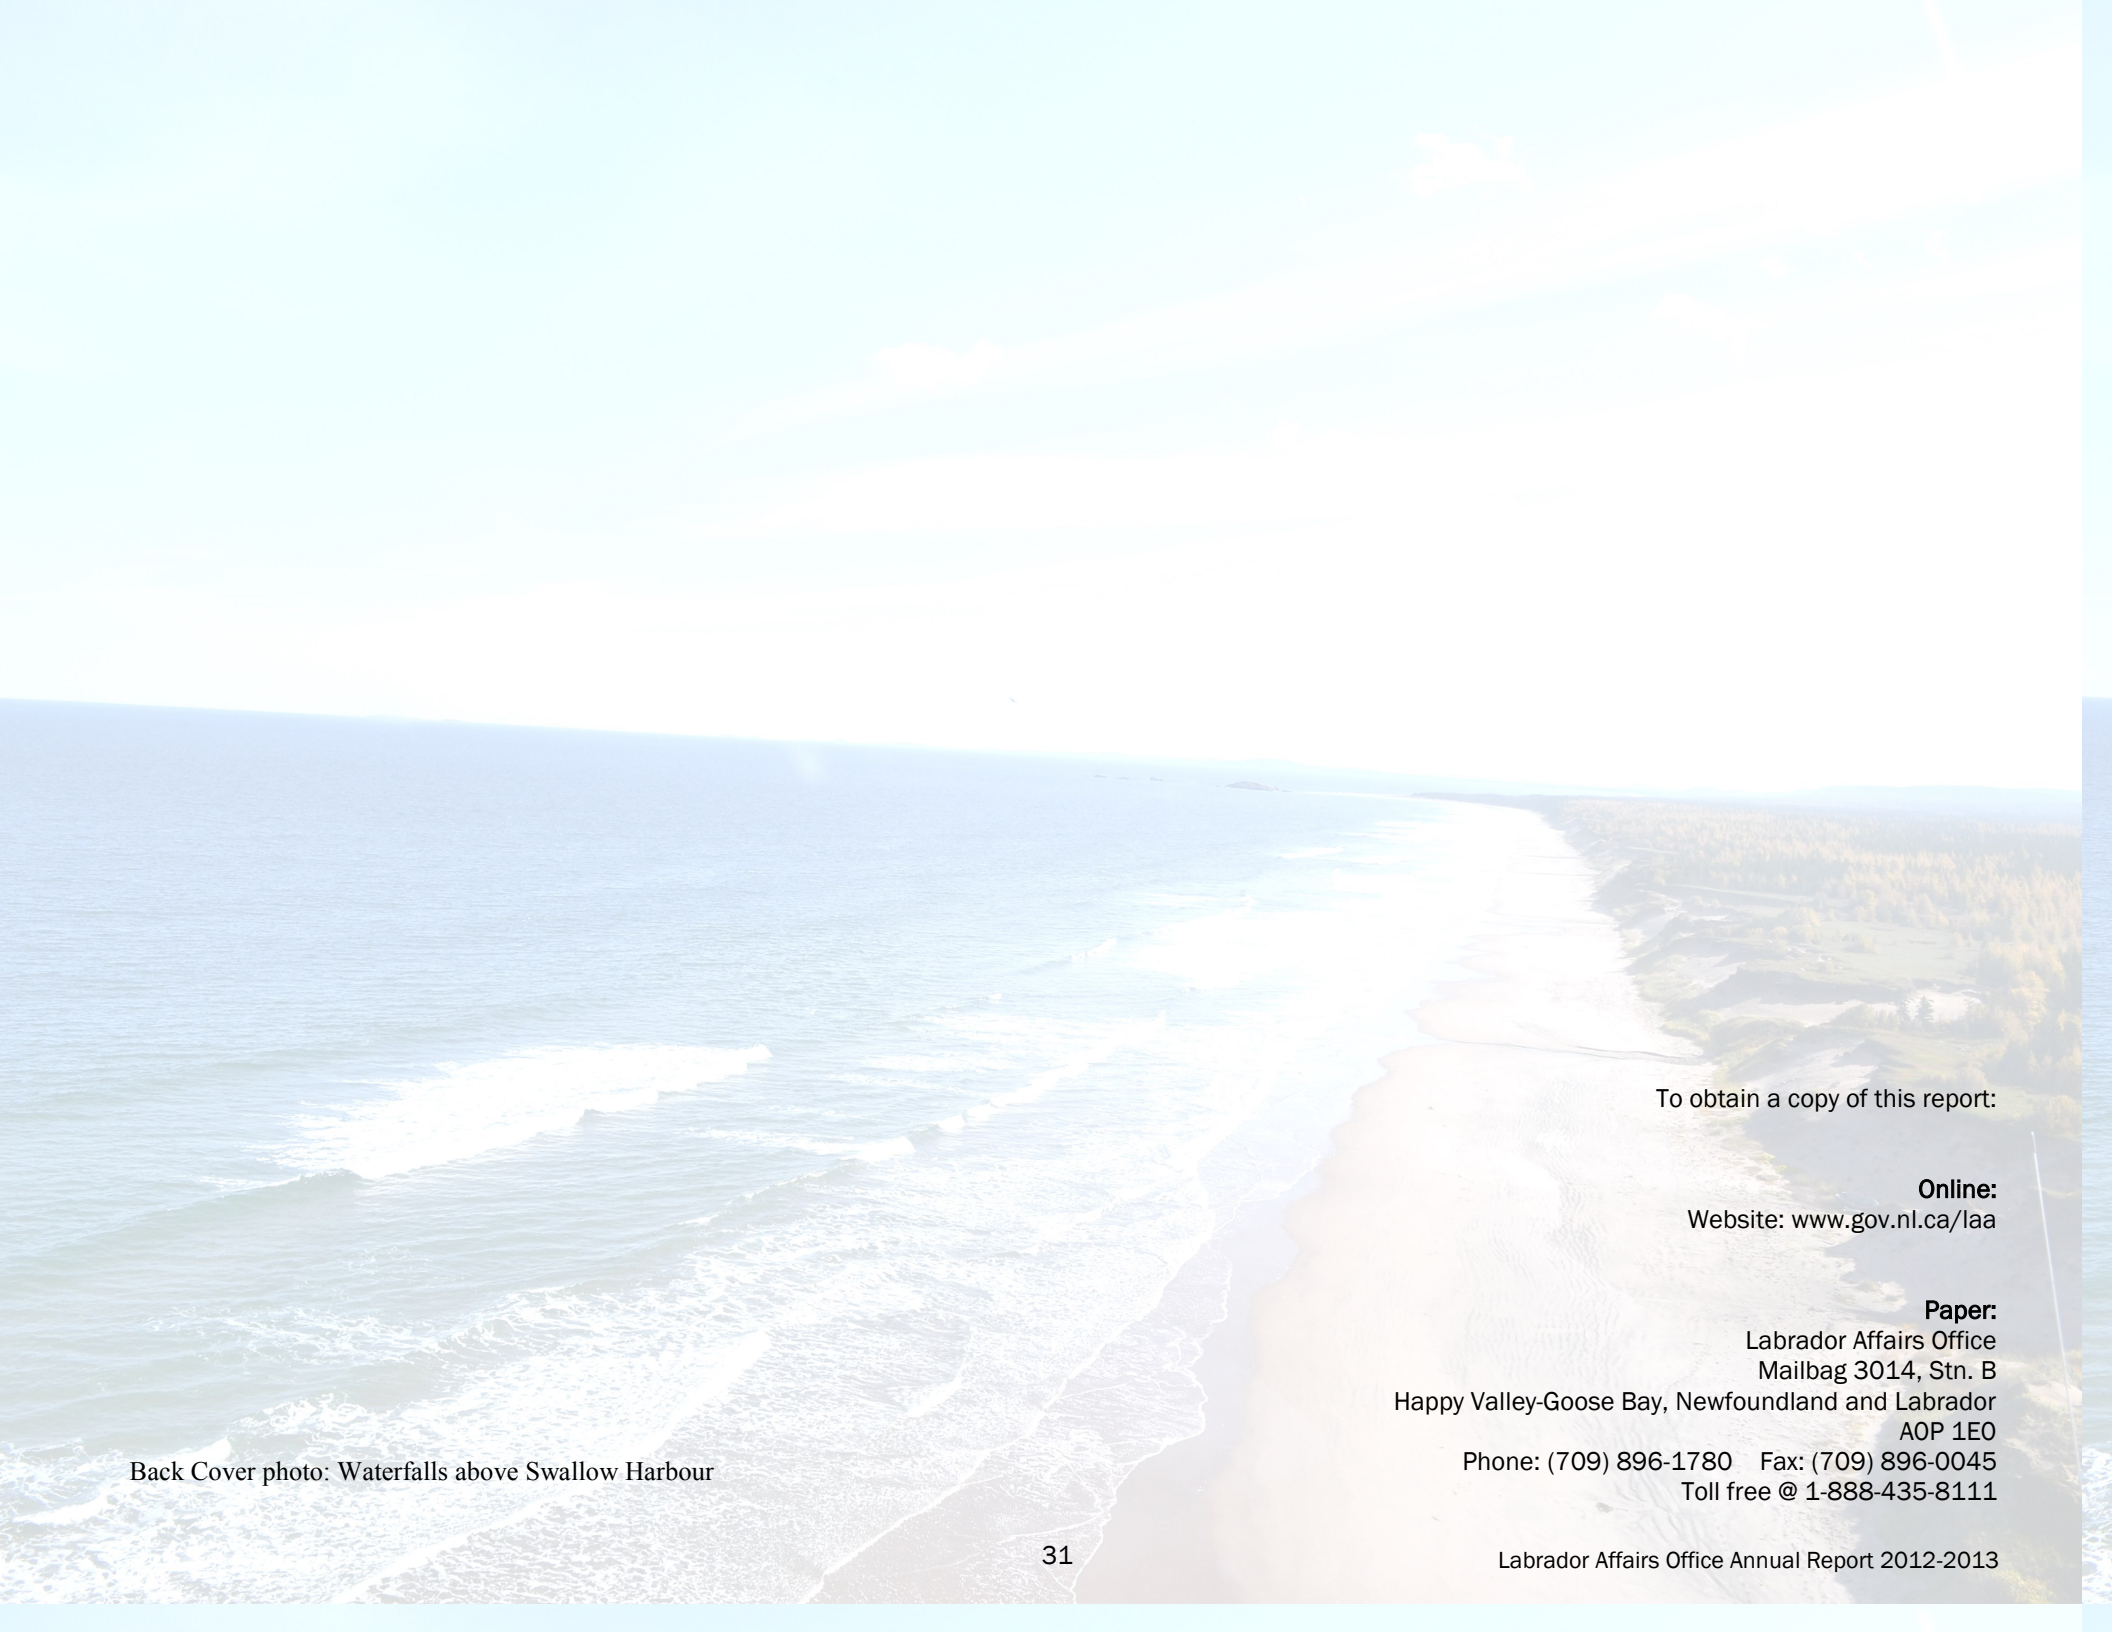 To obtain a copy of this report:
Online:
Website: www.gov.nl.ca/laa
Paper:
Labrador Affairs Office
Mailbag 3014, Stn. B
Happy Valley-Goose Bay, Newfoundland and Labrador
A0P 1E0
Phone: (709) 896-1780 Fax: (709) 896-0045
Toll free @ 1-888-435-8111
Back Cover photo: Waterfalls above Swallow Harbour
31
Labrador Affairs Office Annual Report 2012-2013